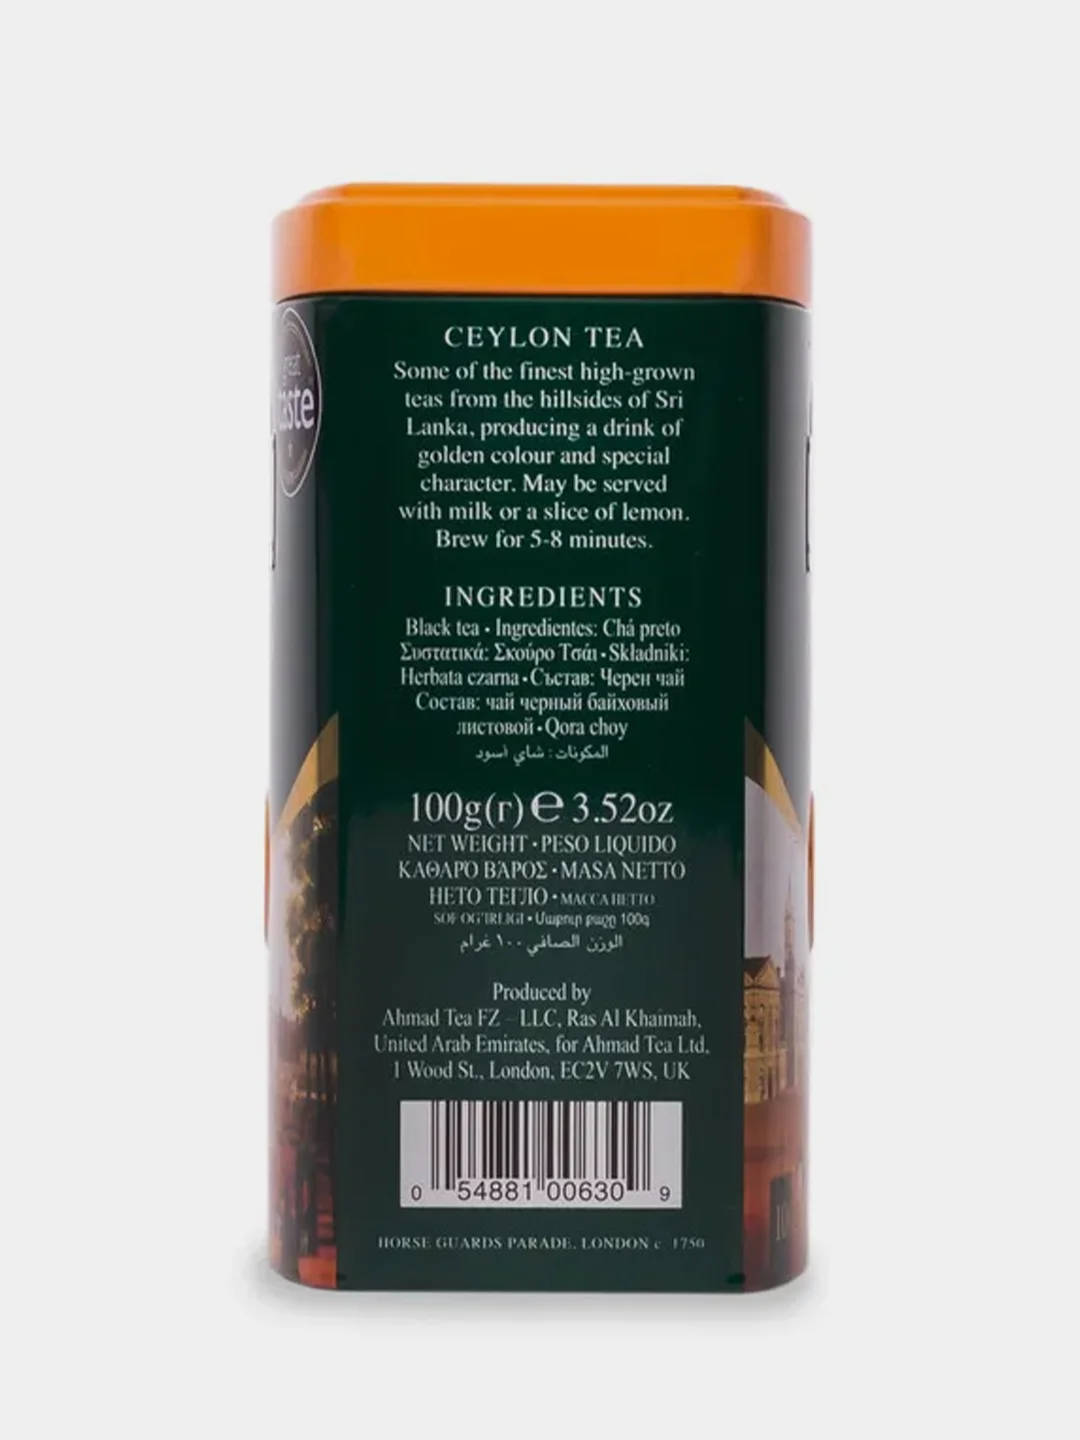 great
taste
CEYLON TEA
Some of the finest high-grown
teas from the hillsides of Sri
Lanka, producing a drink of
golden colour and special
character. May be served
with milk or a slice of lemon.
Brew for 5-8 minutes.
INGREDIENTS
Black tea • Ingredientes: Chá preto
Συστατικά: Σκούρο Τσάι • Składniki:
Herbata czarna • Състав: Черен чай
Состав: чай черный байховый
листовой • Qora choy
المكونات: شاي أسود
100g(г) ℮ 3.52oz
NET WEIGHT • PESO LIQUIDO
ΚΑΘΑΡΌ ΒΆΡΟΣ • MASA NETTO
НЕТО ТЕГЛО • МАССА НЕТТО
SOF OG'IRLIGI • Մաքուր քաշը 100գ
الوزن الصافي ١٠٠ غرام
Produced by
Ahmad Tea FZ – LLC, Ras Al Khaimah,
United Arab Emirates, for Ahmad Tea Ltd,
1 Wood St., London, EC2V 7WS, UK
0 54881 00630 9
HORSE GUARDS PARADE, LONDON c 1750